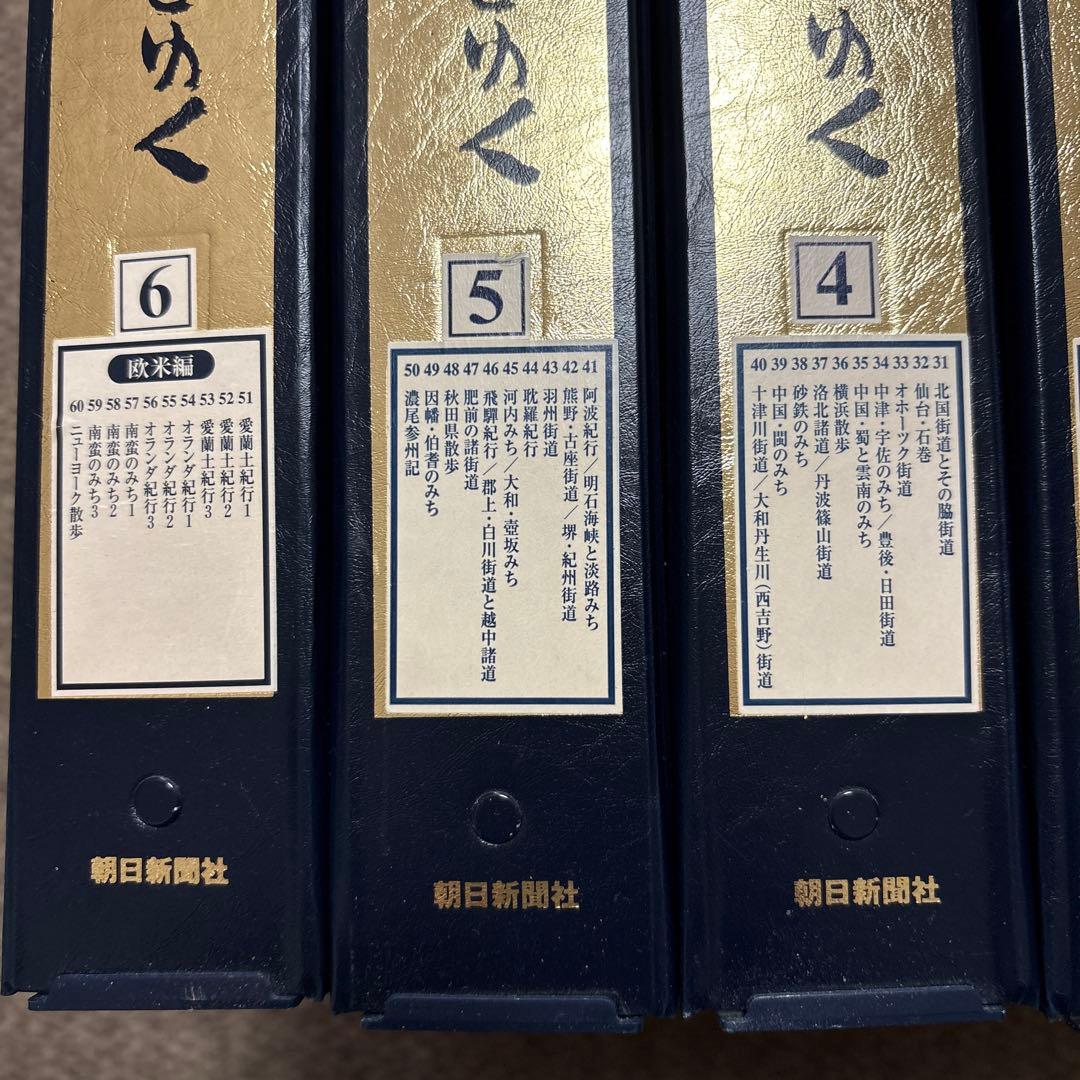 ゆく
6
欧米編
51 愛蘭土紀行1
52 愛蘭土紀行2
53 愛蘭土紀行3
54 オランダ紀行1
55 オランダ紀行2
56 オランダ紀行3
57 南蛮のみち1
58 南蛮のみち2
59 南蛮のみち3
60 ニューヨーク散歩
朝日新聞社
ゆく
5
41 阿波紀行／明石海峡と淡路みち
42 熊野・古座街道／堺・紀州街道
43 羽州街道
44 耽羅紀行
45 河内みち／大和・壺坂みち
46 飛驒紀行／郡上・白川街道と越中諸道
47 肥前の諸街道
48 秋田県散歩
49 因幡・伯耆のみち
50 濃尾参州記
朝日新聞社
ゆく
4
31 北国街道とその脇街道
32 仙台・石巻
33 オホーツク街道
34 中津・宇佐のみち／豊後・日田街道
35 中国・蜀と雲南のみち
36 横浜散歩
37 洛北諸道／丹波篠山街道
38 砂鉄のみち
39 中国・閩のみち
40 十津川街道／大和丹生川（西吉野）街道
朝日新聞社